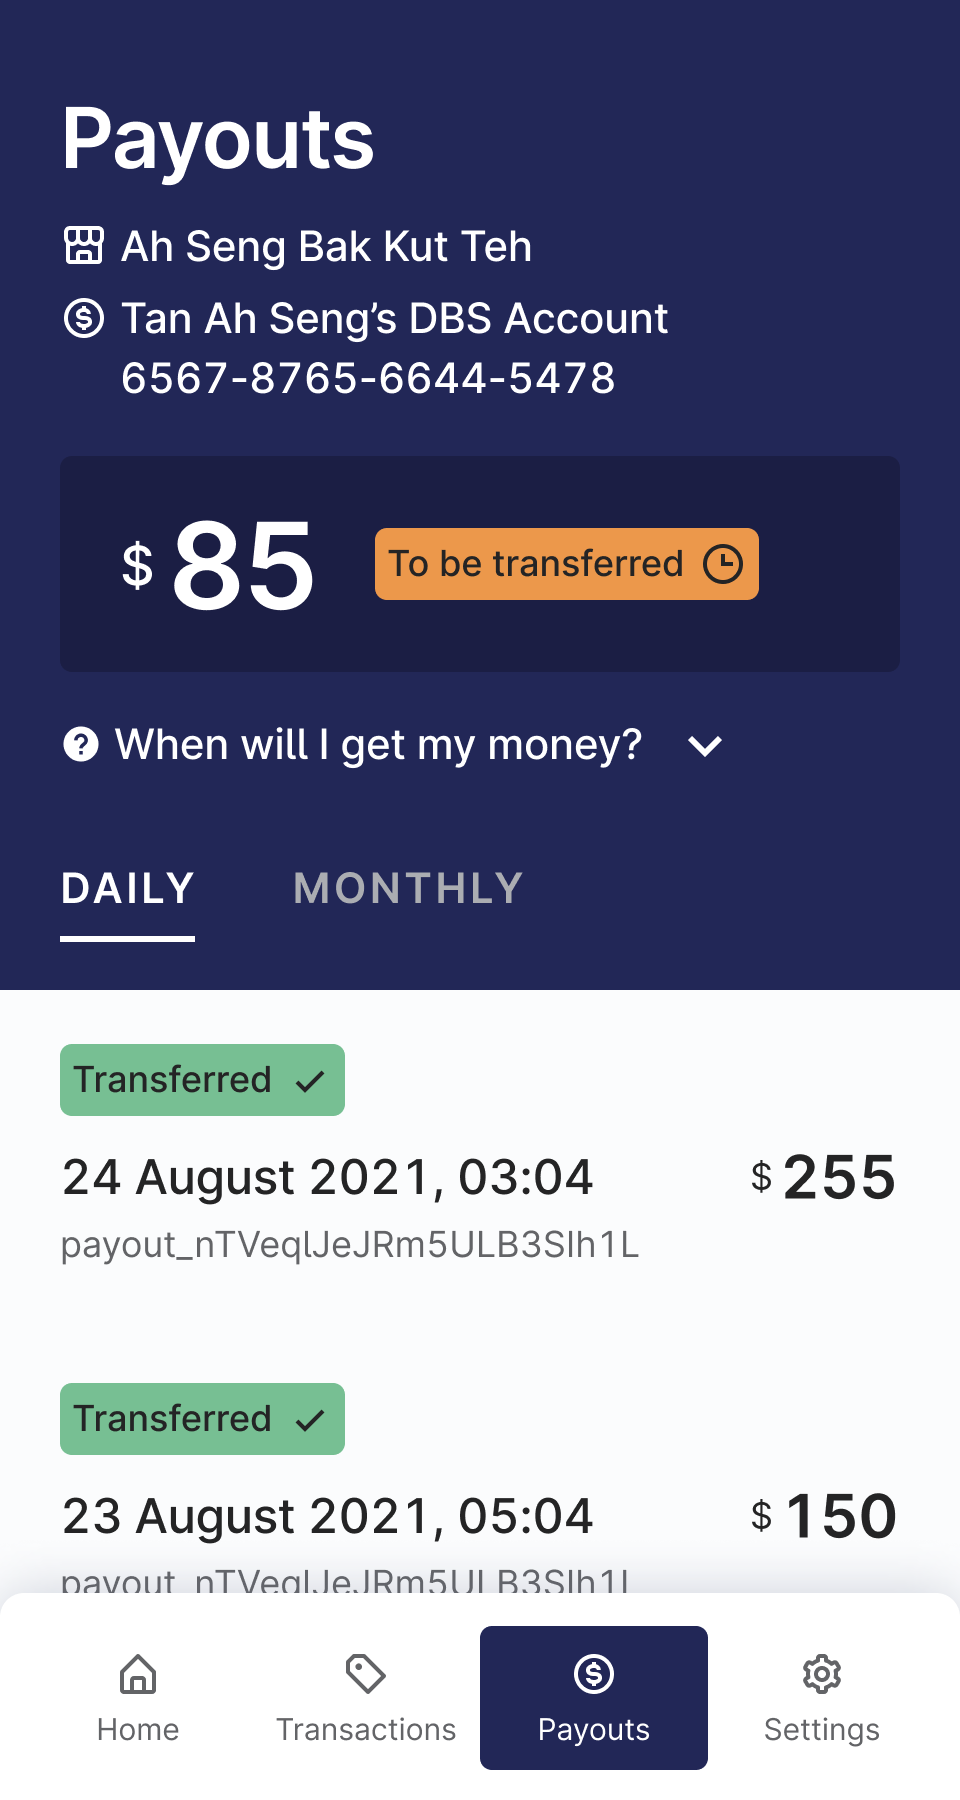 Payouts
Ah Seng Bak Kut Teh
Tan Ah Seng’s DBS Account
6567-8765-6644-5478
$ 85 To be transferred
When will I get my money?
DAILY MONTHLY
Transferred
24 August 2021, 03:04 $ 255
payout_nTVeqlJeJRm5ULB3SIh1L
Transferred
23 August 2021, 05:04 $ 150
payout_nTVeqlJeJRm5ULB3SIh1L
Home Transactions Payouts Settings